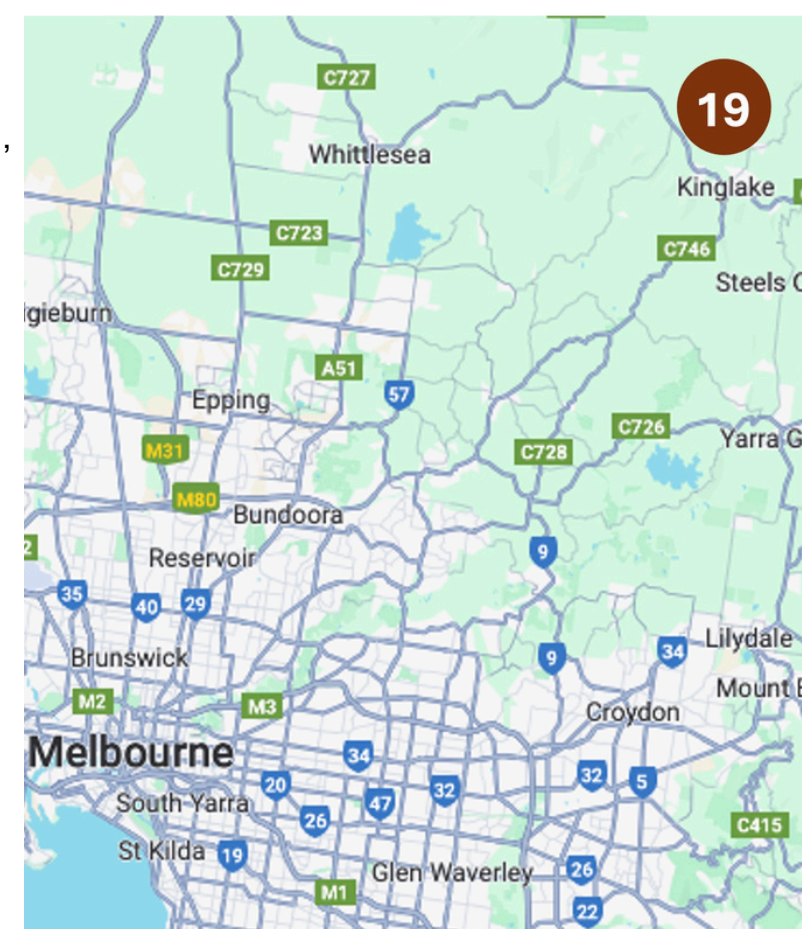 C727
19
,
Whittlesea
Kinglake
C723
C746
C729
Steels C
gieburn
A51
57
Epping
C726
Yarra G
M31
C728
M80
Bundoora
2
9
Reservoir
35
40
29
Lilydale
Brunswick
9
34
Mount E
M2
M3
Croydon
Melbourne
34
32
5
20
32
South Yarra
47
26
C415
St Kilda
19
Glen Waverley
26
M1
22